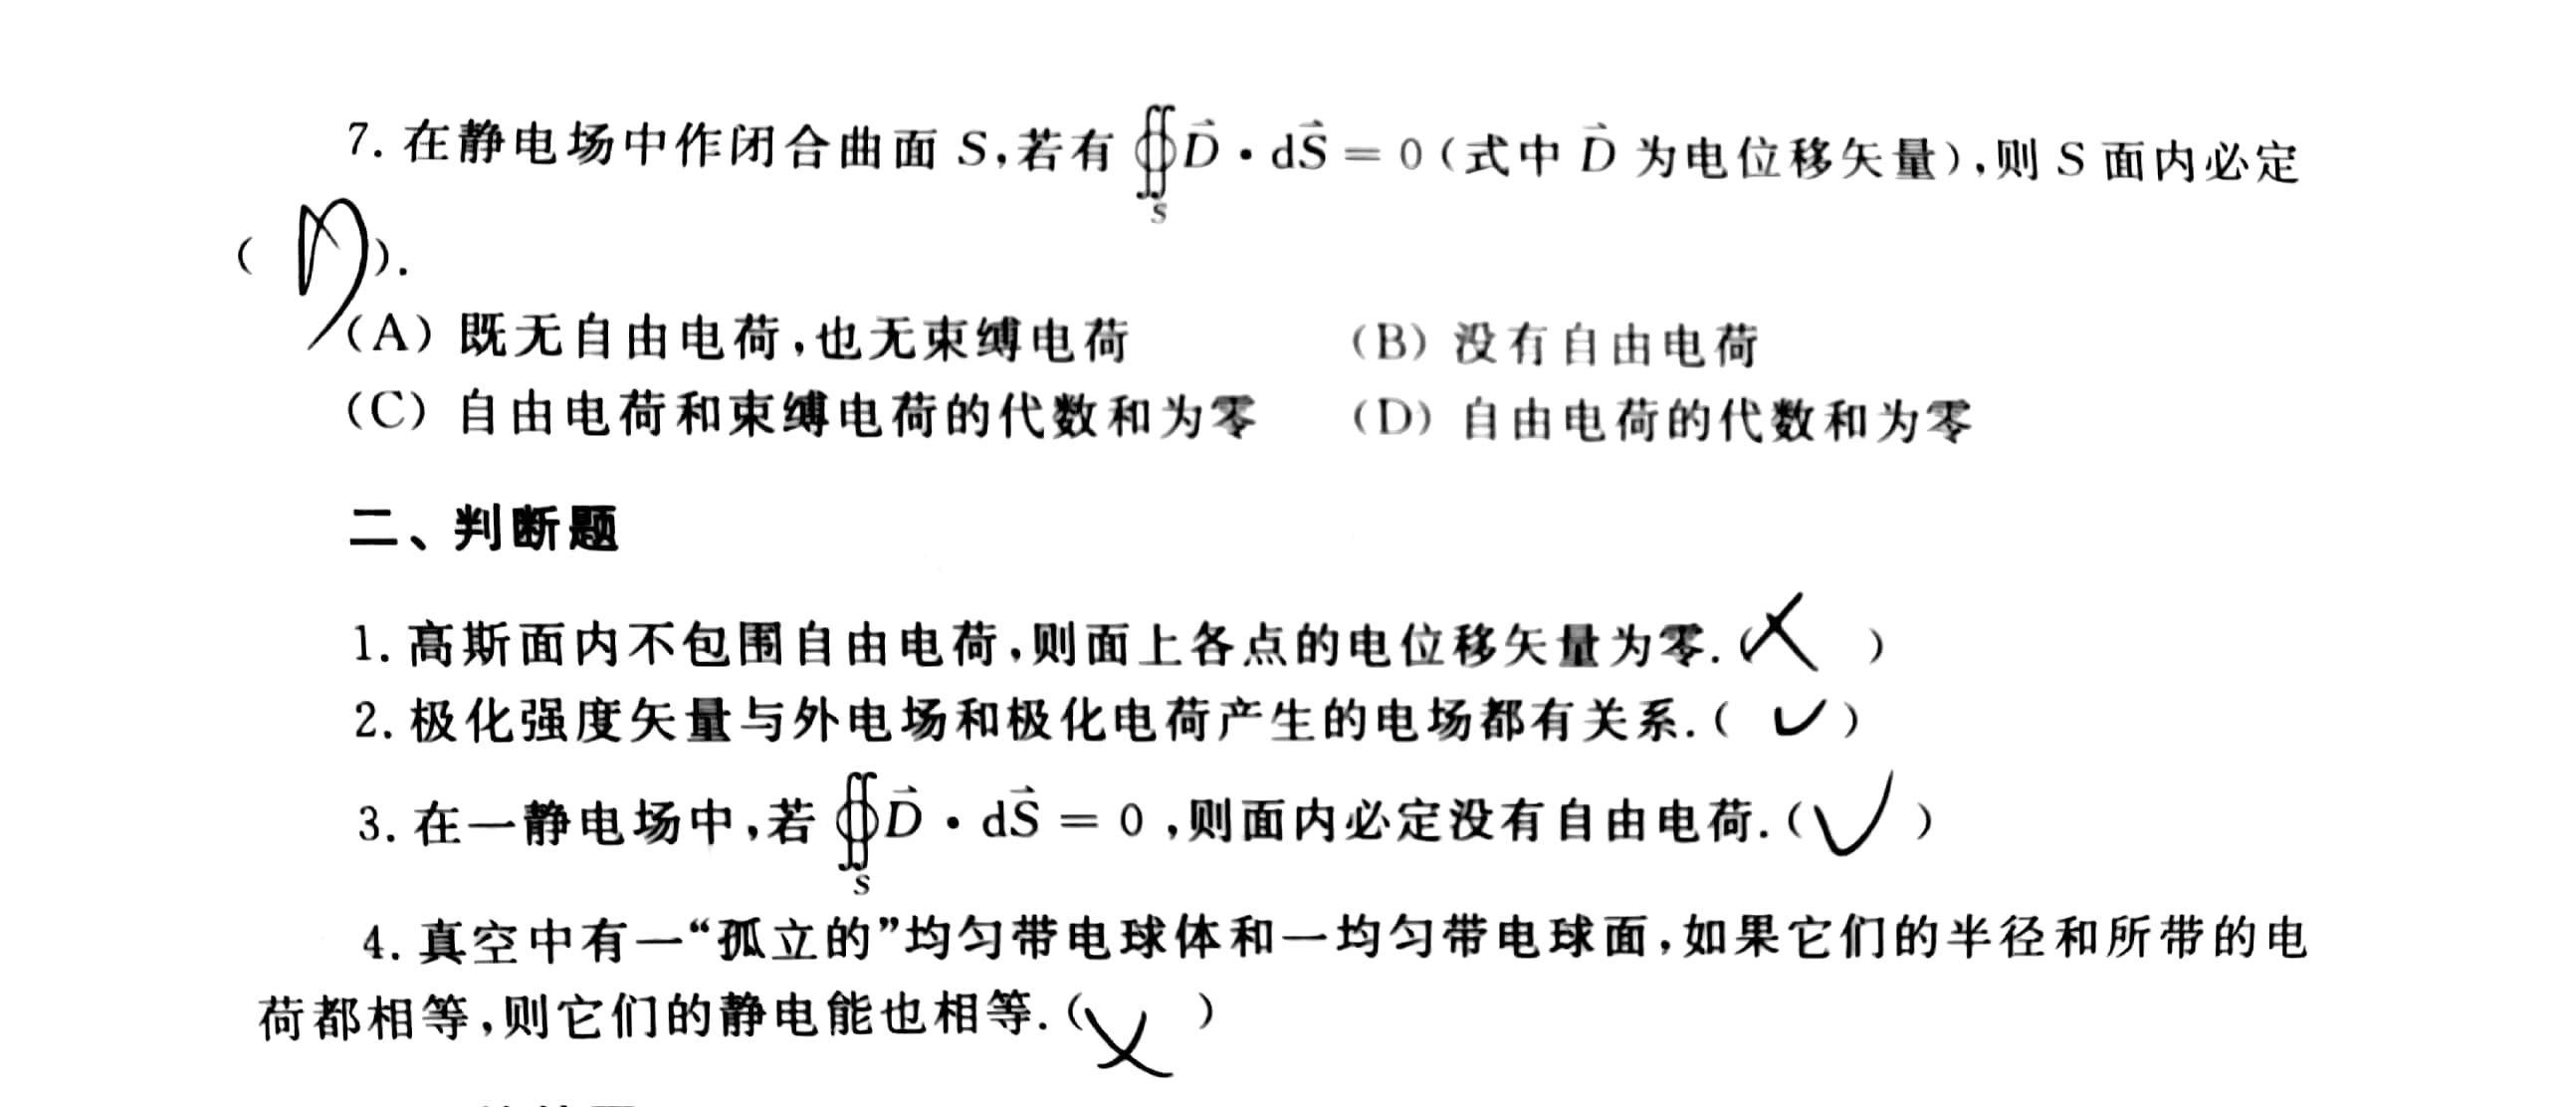 7. 在静电场中作闭合曲面 S,若有 ∯_S D⃗ · dS⃗ = 0(式中 D⃗ 为电位移矢量),则 S 面内必定
( D ).
(A) 既无自由电荷,也无束缚电荷 (B) 没有自由电荷
(C) 自由电荷和束缚电荷的代数和为零 (D) 自由电荷的代数和为零
二、判断题
1. 高斯面内不包围自由电荷,则面上各点的电位移矢量为零.( × )
2. 极化强度矢量与外电场和极化电荷产生的电场都有关系.( ✓ )
3. 在一静电场中,若 ∯_S D⃗ · dS⃗ = 0 ,则面内必定没有自由电荷.( ✓ )
4. 真空中有一“孤立的”均匀带电球体和一均匀带电球面,如果它们的半径和所带的电
荷都相等,则它们的静电能也相等.( × )